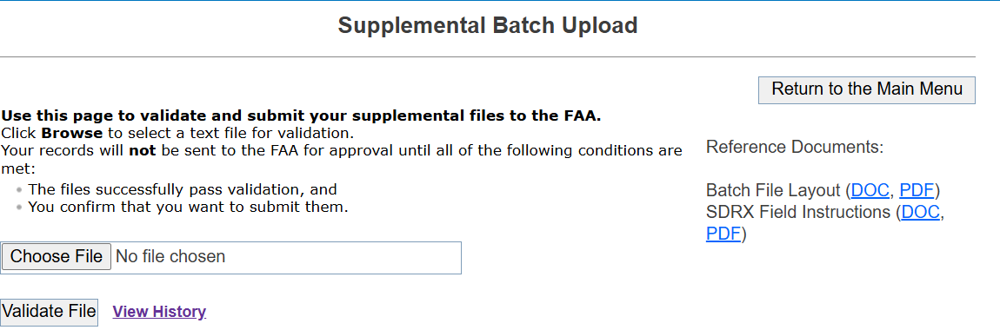 Supplemental Batch Upload
Return to the Main Menu
Use this page to validate and submit your supplemental files to the FAA.
Click Browse to select a text file for validation.
Your records will not be sent to the FAA for approval until all of the following conditions are
met:
The files successfully pass validation, and
You confirm that you want to submit them.
Reference Documents:
Batch File Layout (DOC, PDF)
SDRX Field Instructions (DOC,
PDF)
Choose File No file chosen
Validate File View History